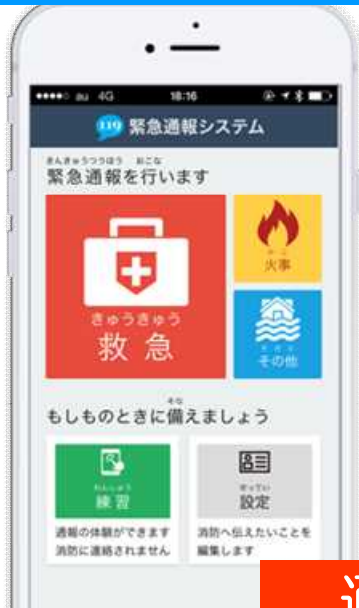 au 4G 18:16
119 緊急通報システム
きんきゅうつうほう おこな
緊急通報を行います
きゅうきゅう
救急
かじ
火事
その他
そな
もしものときに備えましょう
れんしゅう
練習
せってい
設定
通報の体験ができます
消防に連絡されません
消防へ伝えたいことを
編集します